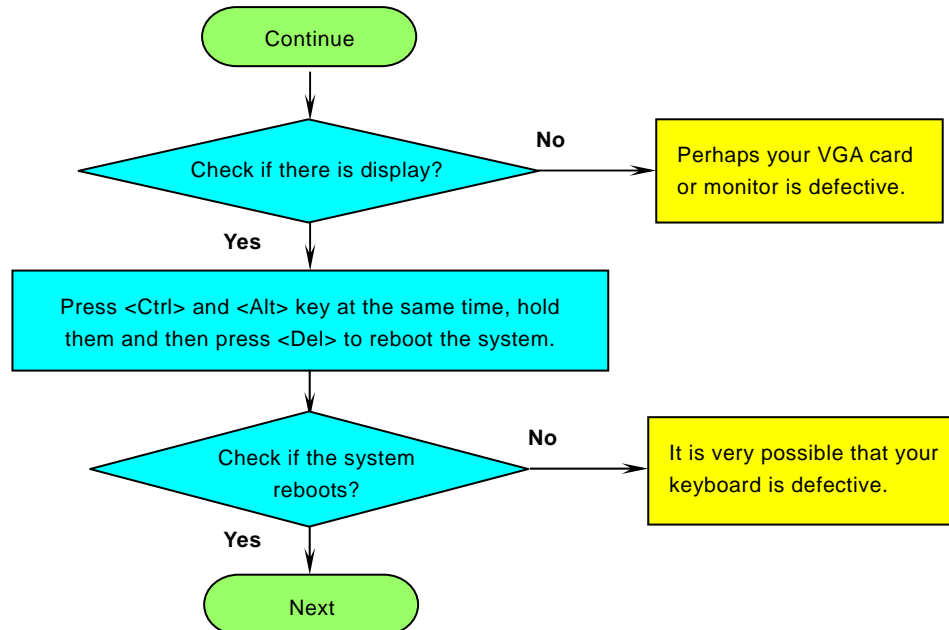 Continue
Check if there is display?
No
Perhaps your VGA card
or monitor is defective.
Yes
Press <Ctrl> and <Alt> key at the same time, hold
them and then press <Del> to reboot the system.
Check if the system
reboots?
No
It is very possible that your
keyboard is defective.
Yes
Next